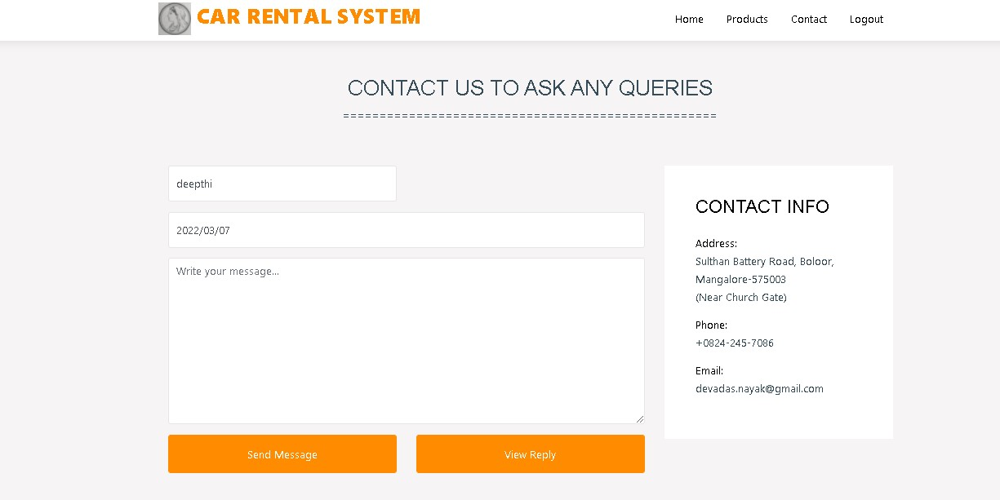 CAR RENTAL SYSTEM
Home Products Contact Logout
CONTACT US TO ASK ANY QUERIES
===================================================
deepthi
2022/03/07
Write your message...
Send Message View Reply
CONTACT INFO
Address:
Sulthan Battery Road, Boloor,
Mangalore-575003
(Near Church Gate)
Phone:
+0824-245-7086
Email:
devadas.nayak@gmail.com